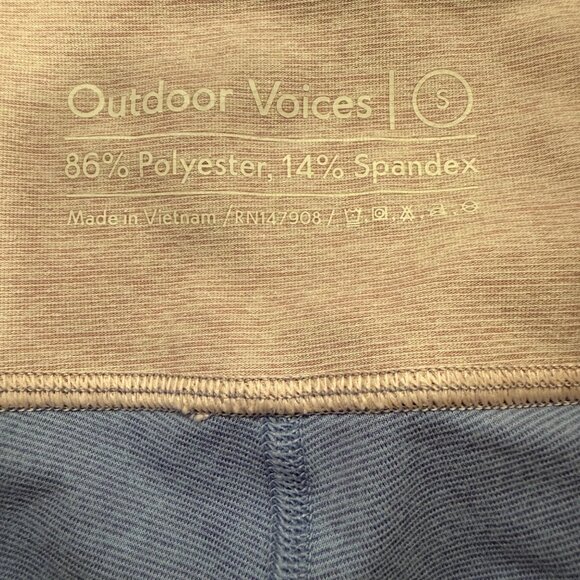 Outdoor Voices | S
86% Polyester, 14% Spandex
Made in Vietnam / RN147908 /